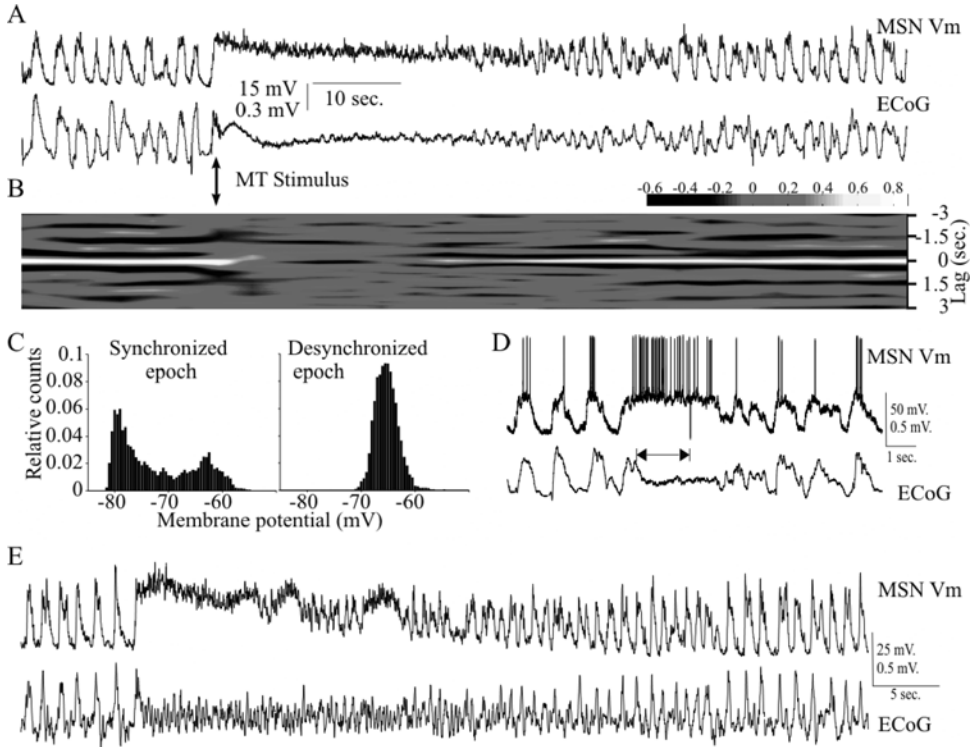 A
MSN Vm
15 mV
0.3 mV
10 sec.
ECoG
MT Stimulus
B
-0.6 -0.4 -0.2 0 0.2 0.4 0.6 0.8
-3
-1.5
0
1.5
3
Lag (sec.)
C
Synchronized
epoch
Desynchronized
epoch
Relative counts
0.1
0.08
0.06
0.04
0.02
0
-80 -70 -60 -80 -70 -60
Membrane potential (mV)
D
MSN Vm
50 mV.
0.5 mV.
1 sec.
ECoG
E
MSN Vm
25 mV.
0.5 mV.
5 sec.
ECoG